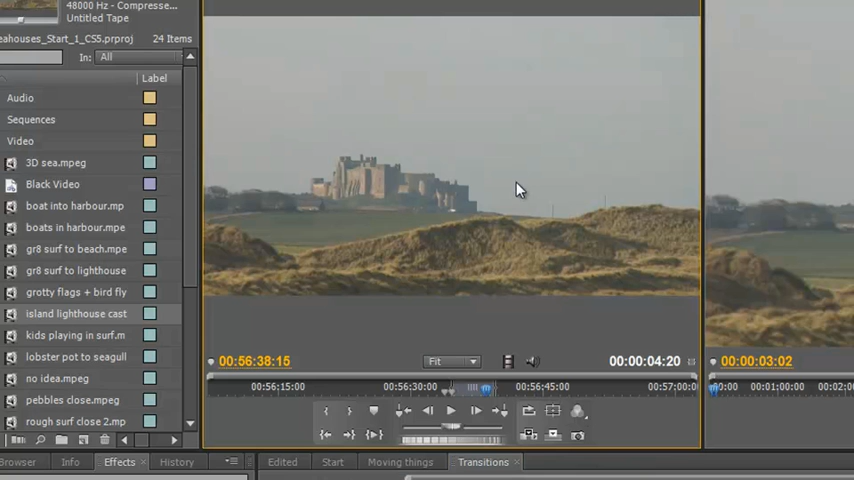 48000 Hz - Compresse...
Untitled Tape
eahouses_Start_1_CS5.prproj
24 Items
In: All
Label
Audio
Sequences
Video
3D sea.mpeg
Black Video
boat into harbour.mp
boats in harbour.mpe
gr8 surf to beach.mpe
gr8 surf to lighthouse
grotty flags + bird fly
island lighthouse cast
kids playing in surf.m
lobster pot to seagull
no idea.mpeg
pebbles close.mpeg
rough surf close 2.mp
00:56:38:15
Fit
00:00:04:20
00:00:03:02
00:56:15:00
00:56:30:00
00:56:45:00
00:57:00:0
00:00
00:01:00:00
00:02:0
Browser
Info
Effects
History
Edited
Start
Moving things
Transitions